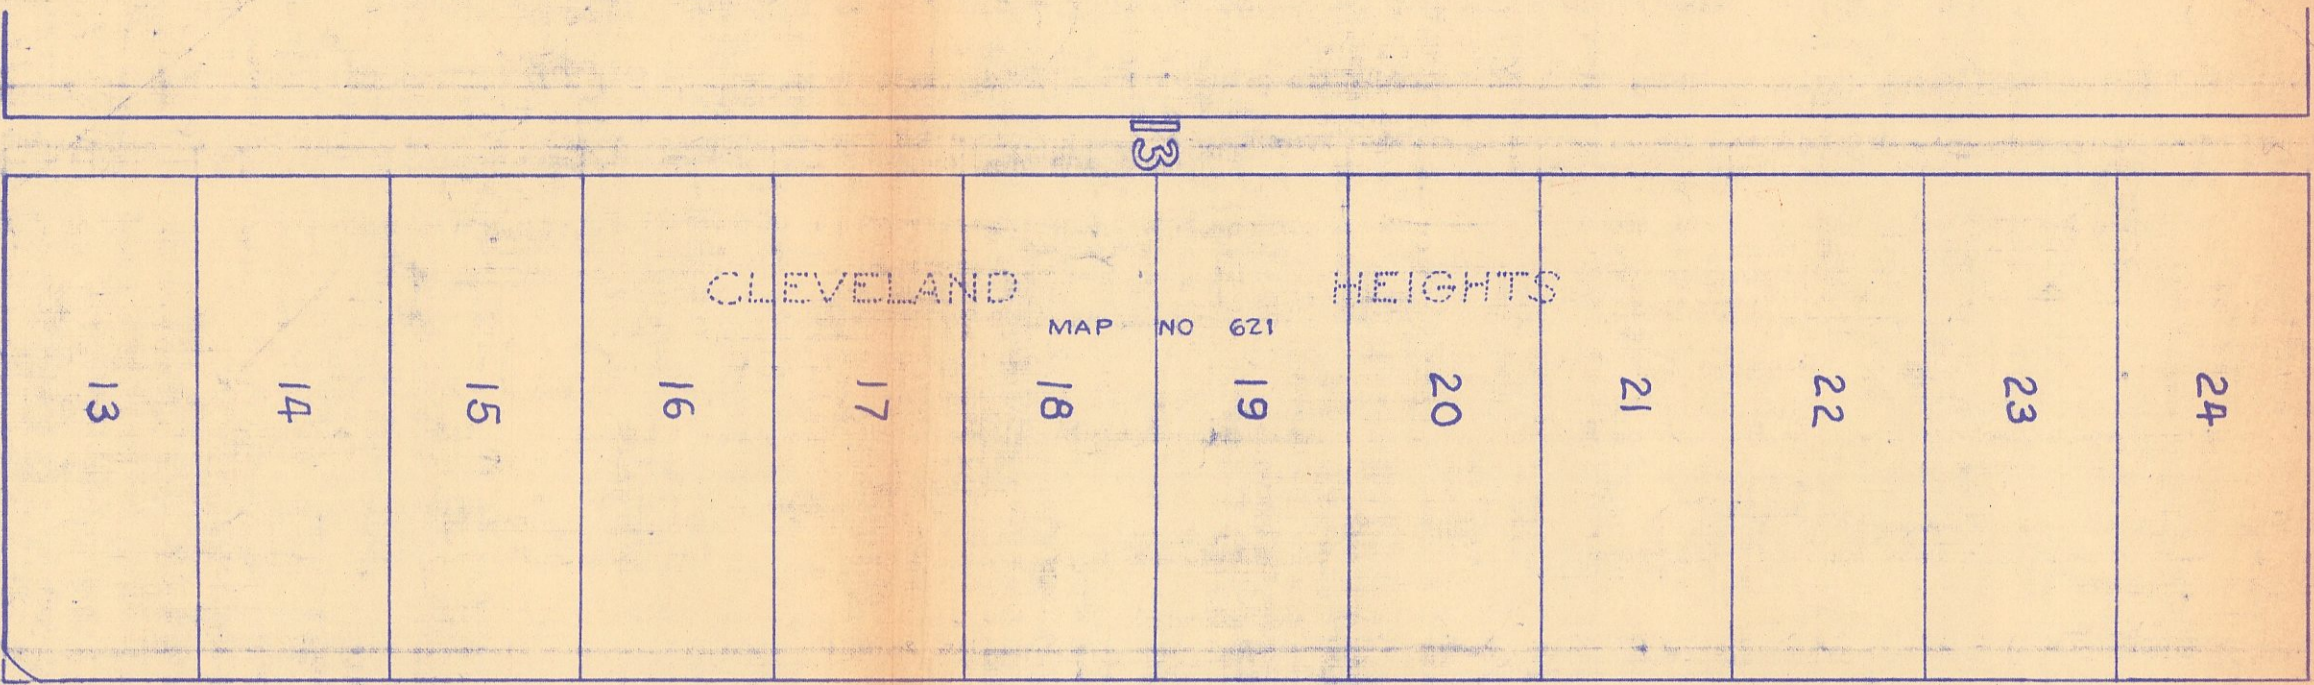 13
CLEVELAND HEIGHTS
MAP NO 621
13 14 15 16 17 18 19 20 21 22 23 24